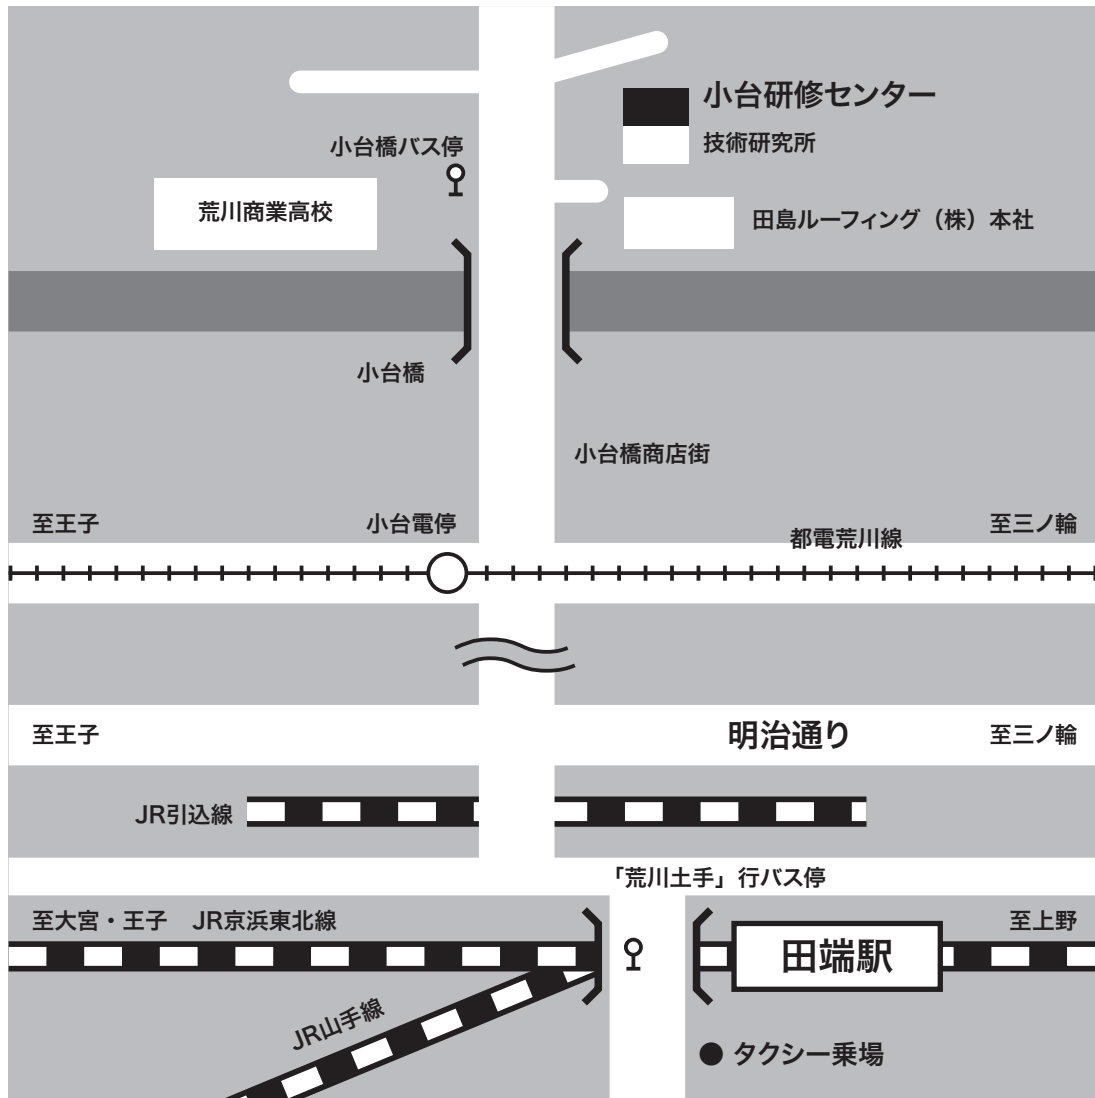 小台研修センター
技術研究所
小台橋バス停
荒川商業高校
田島ルーフィング（株）本社
小台橋
小台橋商店街
至王子
小台電停
都電荒川線
至三ノ輪
至王子
明治通り
至三ノ輪
JR引込線
「荒川土手」行バス停
至大宮・王子　JR京浜東北線
至上野
田端駅
JR山手線
タクシー乗場